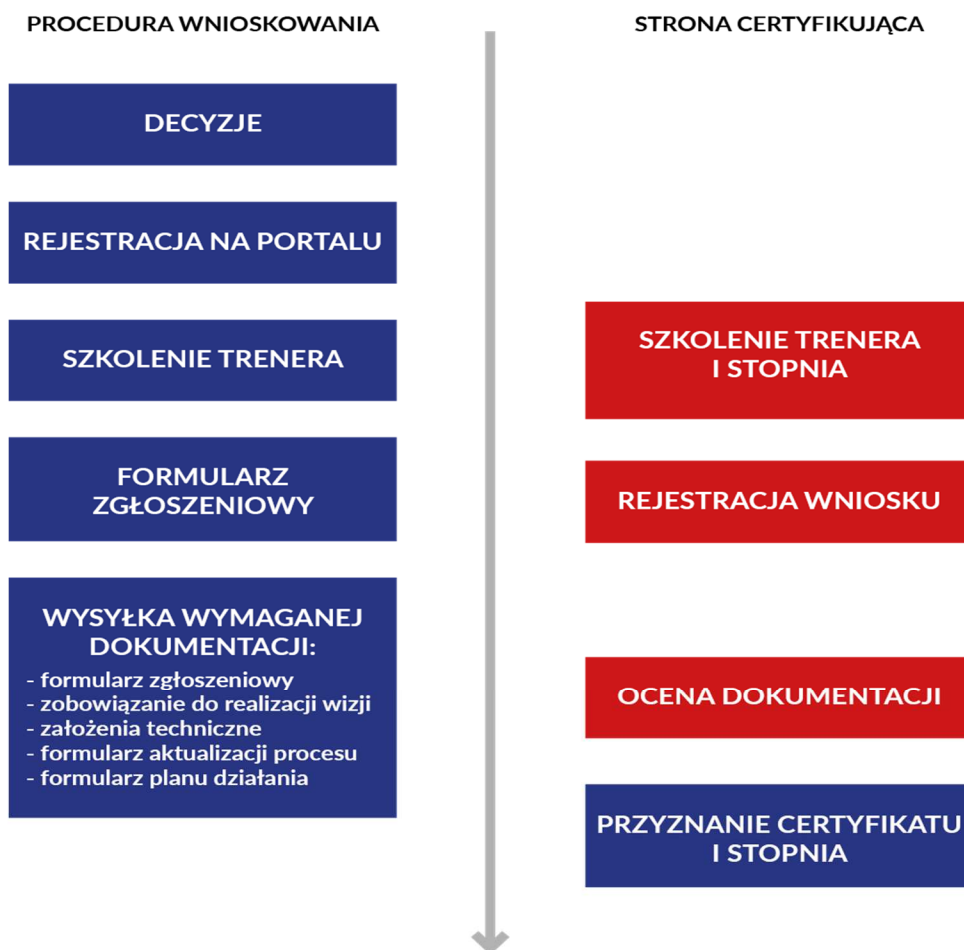 PROCEDURA WNIOSKOWANIA
DECYZJE
REJESTRACJA NA PORTALU
SZKOLENIE TRENERA
FORMULARZ
ZGŁOSZENIOWY
WYSYŁKA WYMAGANEJ
DOKUMENTACJI:
- formularz zgłoszeniowy
- zobowiązanie do realizacji wizji
- założenia techniczne
- formularz aktualizacji procesu
- formularz planu działania
STRONA CERTYFIKUJĄCA
SZKOLENIE TRENERA
I STOPNIA
REJESTRACJA WNIOSKU
OCENA DOKUMENTACJI
PRZYZNANIE CERTYFIKATU
I STOPNIA